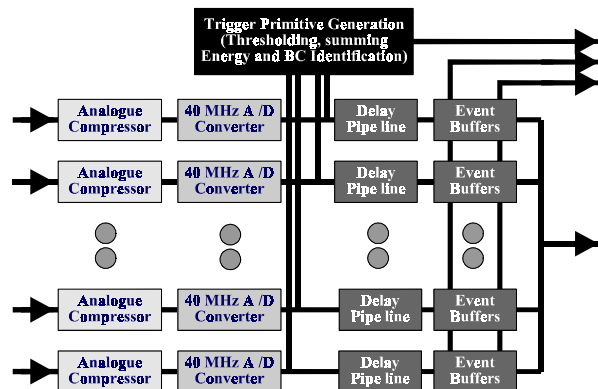 Trigger Primitive Generation
(Thresholding, summing
Energy and BC Identification)
Analogue
Compressor
40 MHz A /D
Converter
Delay
Pipe line
Event
Buffers
Analogue
Compressor
40 MHz A /D
Converter
Delay
Pipe line
Event
Buffers
Analogue
Compressor
40 MHz A /D
Converter
Delay
Pipe line
Event
Buffers
Analogue
Compressor
40 MHz A /D
Converter
Delay
Pipe line
Event
Buffers